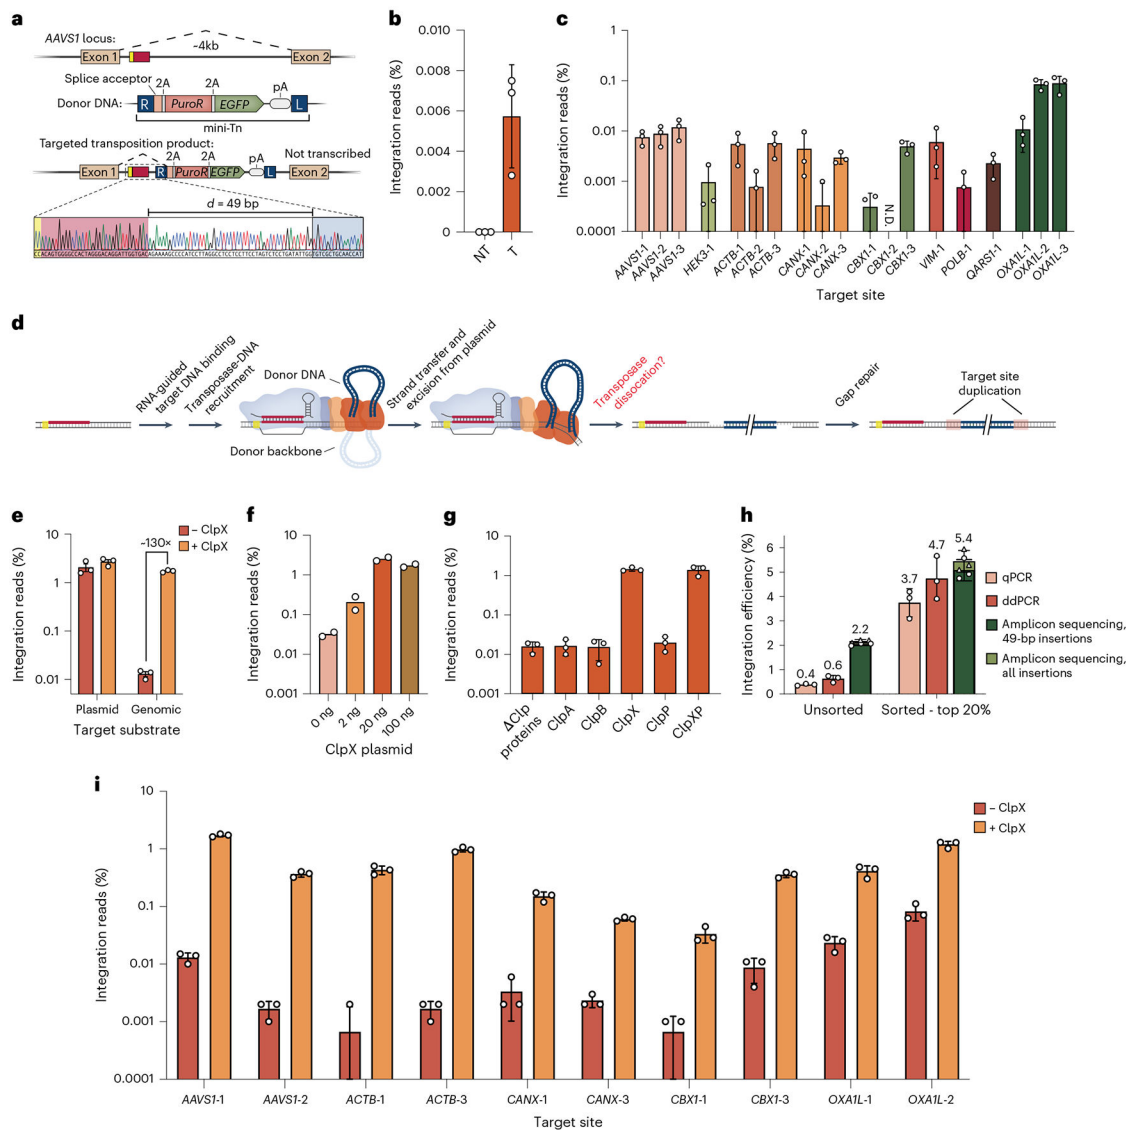 a
AAVS1 locus:
~4kb
Exon 1
Exon 2
Splice acceptor
2A
2A
pA
Donor DNA:
R
PuroR
EGFP
L
mini-Tn
Targeted transposition product:
2A
2A
pA
Not transcribed
Exon 1
R
PuroR
EGFP
L
Exon 2
d = 49 bp
b
Integration reads (%)
0.010
0.008
0.006
0.004
0.002
0
NT
T
c
Integration reads (%)
1
0.1
0.01
0.001
0.0001
N.D.
AAVS1-1
AAVS1-2
AAVS1-3
HEK3-1
ACTB-1
ACTB-2
ACTB-3
CANX-1
CANX-2
CANX-3
CBX1-1
CBX1-2
CBX1-3
VIM-1
POLB-1
QARS1-1
OXA1L-1
OXA1L-2
OXA1L-3
Target site
d
RNA-guided
target DNA binding
Transposase-DNA
recruitment
Donor DNA
Donor backbone
Strand transfer and
excision from plasmid
Transposase
dissocation?
Gap repair
Target site
duplication
e
Integration reads (%)
10
1
0.1
0.01
– ClpX
+ ClpX
~130×
Plasmid
Genomic
Target substrate
f
Integration reads (%)
10
1
0.1
0.01
0.001
0 ng
2 ng
20 ng
100 ng
ClpX plasmid
g
Integration reads (%)
10
1
0.1
0.01
0.001
ΔClp
proteins
ClpA
ClpB
ClpX
ClpP
ClpXP
h
Integration efficiency (%)
6
5
4
3
2
1
0
0.4
0.6
2.2
3.7
4.7
5.4
Unsorted
Sorted - top 20%
qPCR
ddPCR
Amplicon sequencing,
49-bp insertions
Amplicon sequencing,
all insertions
i
Integration reads (%)
10
1
0.1
0.01
0.001
0.0001
– ClpX
+ ClpX
AAVS1-1
AAVS1-2
ACTB-1
ACTB-3
CANX-1
CANX-3
CBX1-1
CBX1-3
OXA1L-1
OXA1L-2
Target site